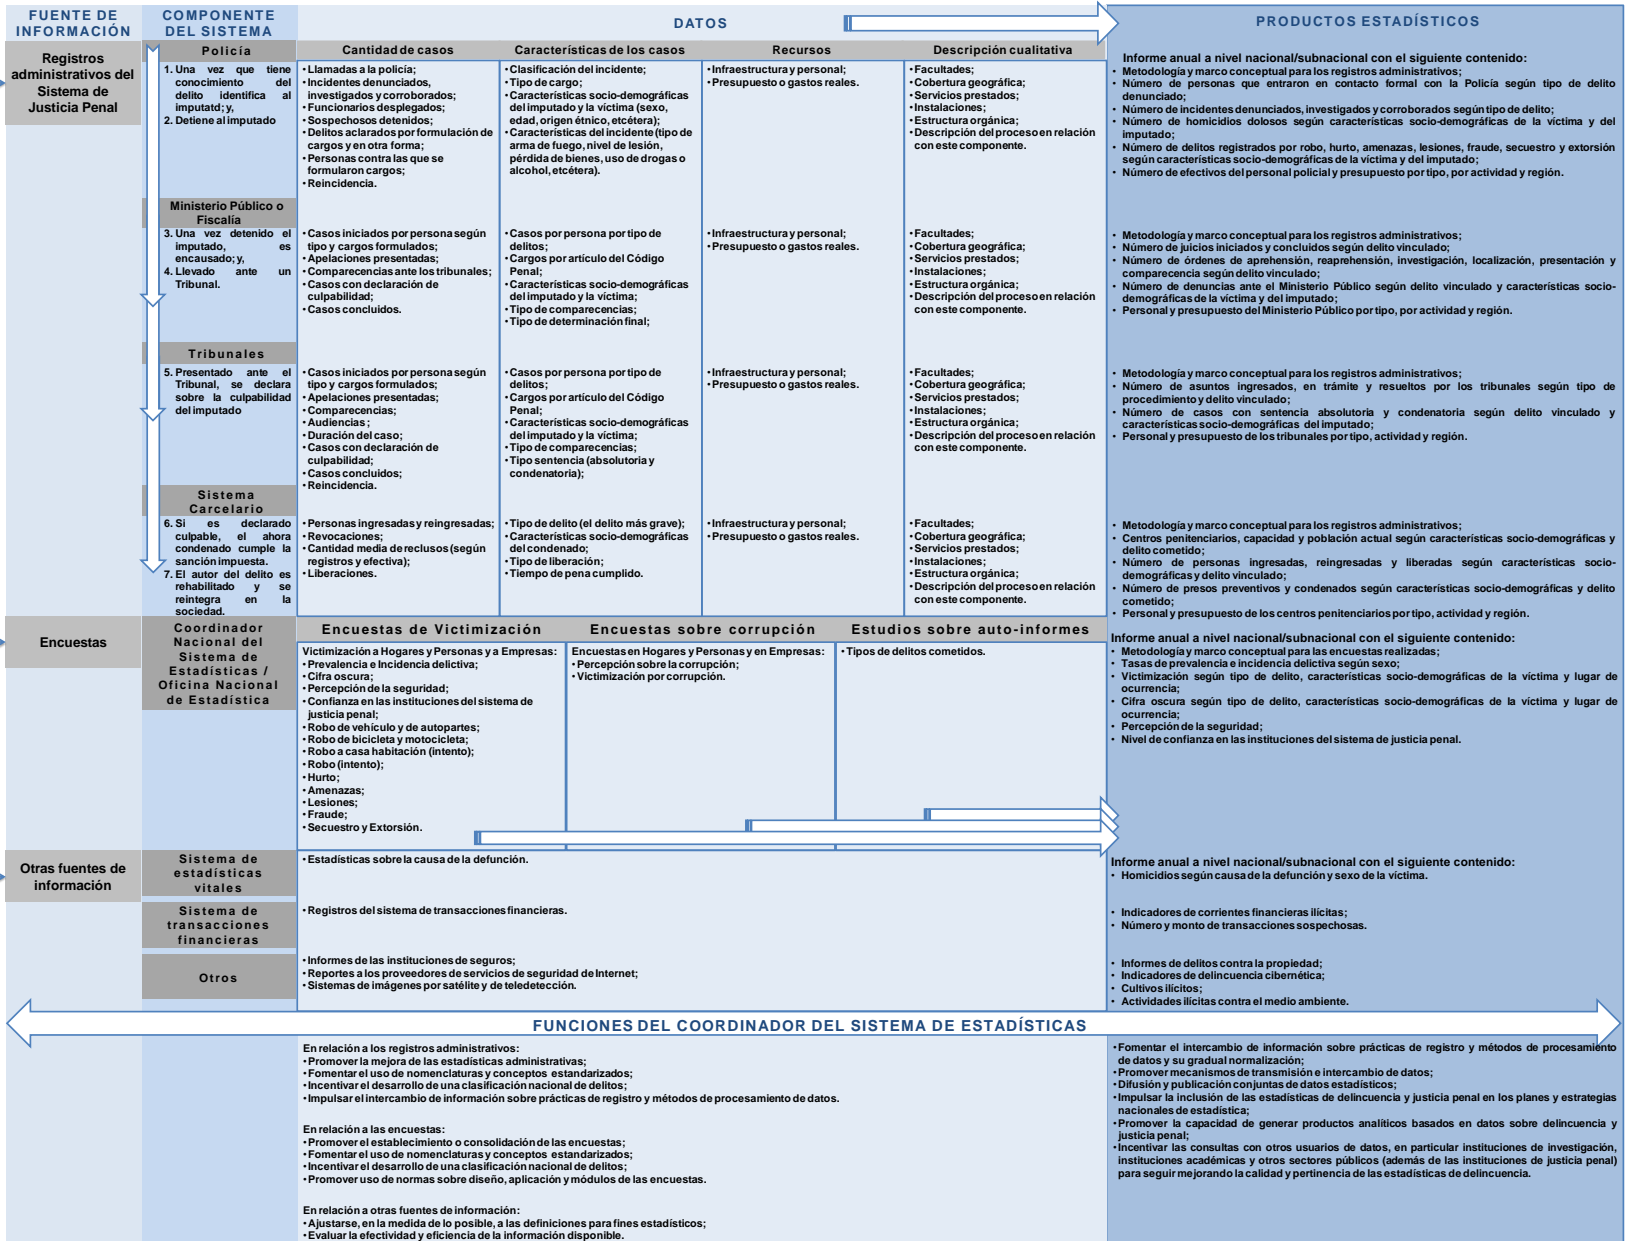 FUENTE DE
INFORMACIÓN
COMPONENTE
DEL SISTEMA
DATOS
PRODUCTOS ESTADÍSTICOS
Registros
administrativos del
Sistema de
Justicia Penal
Policía
1. Una vez que tiene
conocimiento del
delito identifica al
imputatd; y,
2. Detiene al imputado
Cantidad de casos
•Llamadas a la policía;
•Incidentes denunciados,
investigados y corroborados;
•Funcionarios desplegados;
•Sospechosos detenidos;
•Delitos aclarados por formulación de
cargos y en otra forma;
•Personas contra las que se
formularon cargos;
•Reincidencia.
Características de los casos
•Clasificación del incidente;
•Tipo de cargo;
•Características socio-demográficas
del imputado y la víctima (sexo,
edad, origen étnico, etcétera);
•Características del incidente (tipo de
arma de fuego, nivel de lesión,
pérdida de bienes, uso de drogas o
alcohol, etcétera).
Recursos
•Infraestructura y personal;
•Presupuesto o gastos reales.
Descripción cualitativa
•Facultades;
•Cobertura geográfica;
•Servicios prestados;
•Instalaciones;
•Estructura orgánica;
•Descripción del proceso en relación
con este componente.
Informe anual a nivel nacional/subnacional con el siguiente contenido:
• Metodología y marco conceptual para los registros administrativos;
• Número de personas que entraron en contacto formal con la Policía según tipo de delito
denunciado;
• Número de incidentes denunciados, investigados y corroborados según tipo de delito;
• Número de homicidios dolosos según características socio-demográficas de la víctima y del
imputado;
• Número de delitos registrados por robo, hurto, amenazas, lesiones, fraude, secuestro y extorsión
según características socio-demográficas de la víctima y del imputado;
• Número de efectivos del personal policial y presupuesto por tipo, por actividad y región.
Ministerio Público o
Fiscalía
3. Una vez detenido el
imputado, es
encausado; y,
4. Llevado ante un
Tribunal.
•Casos iniciados por persona según
tipo y cargos formulados;
•Apelaciones presentadas;
•Comparecencias ante los tribunales;
•Casos con declaración de
culpabilidad;
•Casos concluidos.
•Casos por persona por tipo de
delitos;
•Cargos por artículo del Código
Penal;
•Características socio-demográficas
del imputado y la víctima;
•Tipo de comparecencias;
•Tipo de determinación final;
•Infraestructura y personal;
•Presupuesto o gastos reales.
•Facultades;
•Cobertura geográfica;
•Servicios prestados;
•Instalaciones;
•Estructura orgánica;
•Descripción del proceso en relación
con este componente.
• Metodología y marco conceptual para los registros administrativos;
• Número de juicios iniciados y concluidos según delito vinculado;
• Número de órdenes de aprehensión, reaprehensión, investigación, localización, presentación y
comparecencia según delito vinculado;
• Número de denuncias ante el Ministerio Público según delito vinculado y características socio-
demográficas de la víctima y del imputado;
• Personal y presupuesto del Ministerio Público por tipo, por actividad y región.
Tribunales
5. Presentado ante el
Tribunal, se declara
sobre la culpabilidad
del imputado
•Casos iniciados por persona según
tipo y cargos formulados;
•Apelaciones presentadas;
•Comparecencias;
•Audiencias;
•Duración del caso;
•Casos con declaración de
culpabilidad;
•Casos concluidos;
•Reincidencia.
•Casos por persona por tipo de
delitos;
•Cargos por artículo del Código
Penal;
•Características socio-demográficas
del imputado y la víctima;
•Tipo de comparecencias;
•Tipo sentencia (absolutoria y
condenatoria);
•Infraestructura y personal;
•Presupuesto o gastos reales.
•Facultades;
•Cobertura geográfica;
•Servicios prestados;
•Instalaciones;
•Estructura orgánica;
•Descripción del proceso en relación
con este componente.
• Metodología y marco conceptual para los registros administrativos;
• Número de asuntos ingresados, en trámite y resueltos por los tribunales según tipo de
procedimiento y delito vinculado;
• Número de casos con sentencia absolutoria y condenatoria según delito vinculado y
características socio-demográficas del imputado;
• Personal y presupuesto de los tribunales por tipo, actividad y región.
Sistema
Carcelario
6. Si es declarado
culpable, el ahora
condenado cumple la
sanción impuesta.
7. El autor del delito es
rehabilitado y se
reintegra en la
sociedad.
•Personas ingresadas y reingresadas;
•Revocaciones;
•Cantidad media de reclusos (según
registros y efectiva);
•Liberaciones.
•Tipo de delito (el delito más grave);
•Características socio-demográficas
del condenado;
•Tipo de liberación;
•Tiempo de pena cumplido.
•Infraestructura y personal;
•Presupuesto o gastos reales.
•Facultades;
•Cobertura geográfica;
•Servicios prestados;
•Instalaciones;
•Estructura orgánica;
•Descripción del proceso en relación
con este componente.
• Metodología y marco conceptual para los registros administrativos;
• Centros penitenciarios, capacidad y población actual según características socio-demográficas y
delito cometido;
• Número de personas ingresadas, reingresadas y liberadas según características socio-
demográficas y delito vinculado;
• Número de presos preventivos y condenados según características socio-demográficas y delito
cometido;
• Personal y presupuesto de los centros penitenciarios por tipo, actividad y región.
Encuestas
Coordinador
Nacional del
Sistema de
Estadísticas /
Oficina Nacional
de Estadística
Encuestas de Victimización
Victimización a Hogares y Personas y a Empresas:
•Prevalencia e Incidencia delictiva;
•Cifra oscura;
•Percepción de la seguridad;
•Confianza en las instituciones del sistema de
justicia penal;
•Robo de vehículo y de autopartes;
•Robo de bicicleta y motocicleta;
•Robo a casa habitación (intento);
•Robo (intento);
•Hurto;
•Amenazas;
•Lesiones;
•Fraude;
•Secuestro y Extorsión.
Encuestas sobre corrupción
Encuestas en Hogares y Personas y en Empresas:
•Percepción sobre la corrupción;
•Victimización por corrupción.
Estudios sobre auto-informes
•Tipos de delitos cometidos.
Informe anual a nivel nacional/subnacional con el siguiente contenido:
• Metodología y marco conceptual para las encuestas realizadas;
• Tasas de prevalencia e incidencia delictiva según sexo;
• Victimización según tipo de delito, características socio-demográficas de la víctima y lugar de
ocurrencia;
• Cifra oscura según tipo de delito, características socio-demográficas de la víctima y lugar de
ocurrencia;
• Percepción de la seguridad;
• Nivel de confianza en las instituciones del sistema de justicia penal.
Otras fuentes de
información
Sistema de
estadísticas
vitales
•Estadísticas sobre la causa de la defunción.
Informe anual a nivel nacional/subnacional con el siguiente contenido:
• Homicidios según causa de la defunción y sexo de la víctima.
Sistema de
transacciones
financieras
•Registros del sistema de transacciones financieras.
• Indicadores de corrientes financieras ilícitas;
• Número y monto de transacciones sospechosas.
Otros
•Informes de las instituciones de seguros;
•Reportes a los proveedores de servicios de seguridad de Internet;
•Sistemas de imágenes por satélite y de teledetección.
• Informes de delitos contra la propiedad;
• Indicadores de delincuencia cibernética;
• Cultivos ilícitos;
• Actividades ilícitas contra el medio ambiente.
FUNCIONES DEL COORDINADOR DEL SISTEMA DE ESTADÍSTICAS
En relación a los registros administrativos:
•Promover la mejora de las estadísticas administrativas;
•Fomentar el uso de nomenclaturas y conceptos estandarizados;
•Incentivar el desarrollo de una clasificación nacional de delitos;
•Impulsar el intercambio de información sobre prácticas de registro y métodos de procesamiento de datos.
En relación a las encuestas:
•Promover el establecimiento o consolidación de las encuestas;
•Fomentar el uso de nomenclaturas y conceptos estandarizados;
•Incentivar el desarrollo de una clasificación nacional de delitos;
•Promover uso de normas sobre diseño, aplicación y módulos de las encuestas.
En relación a otras fuentes de información:
•Ajustarse, en la medida de lo posible, a las definiciones para fines estadísticos;
•Evaluar la efectividad y eficiencia de la información disponible.
•Fomentar el intercambio de información sobre prácticas de registro y métodos de procesamiento
de datos y su gradual normalización;
•Promover mecanismos de transmisión e intercambio de datos;
•Difusión y publicación conjuntas de datos estadísticos;
•Impulsar la inclusión de las estadísticas de delincuencia y justicia penal en los planes y estrategias
nacionales de estadística;
•Promover la capacidad de generar productos analíticos basados en datos sobre delincuencia y
justicia penal;
•Incentivar las consultas con otros usuarios de datos, en particular instituciones de investigación,
instituciones académicas y otros sectores públicos (además de las instituciones de justicia penal)
para seguir mejorando la calidad y pertinencia de las estadísticas de delincuencia.